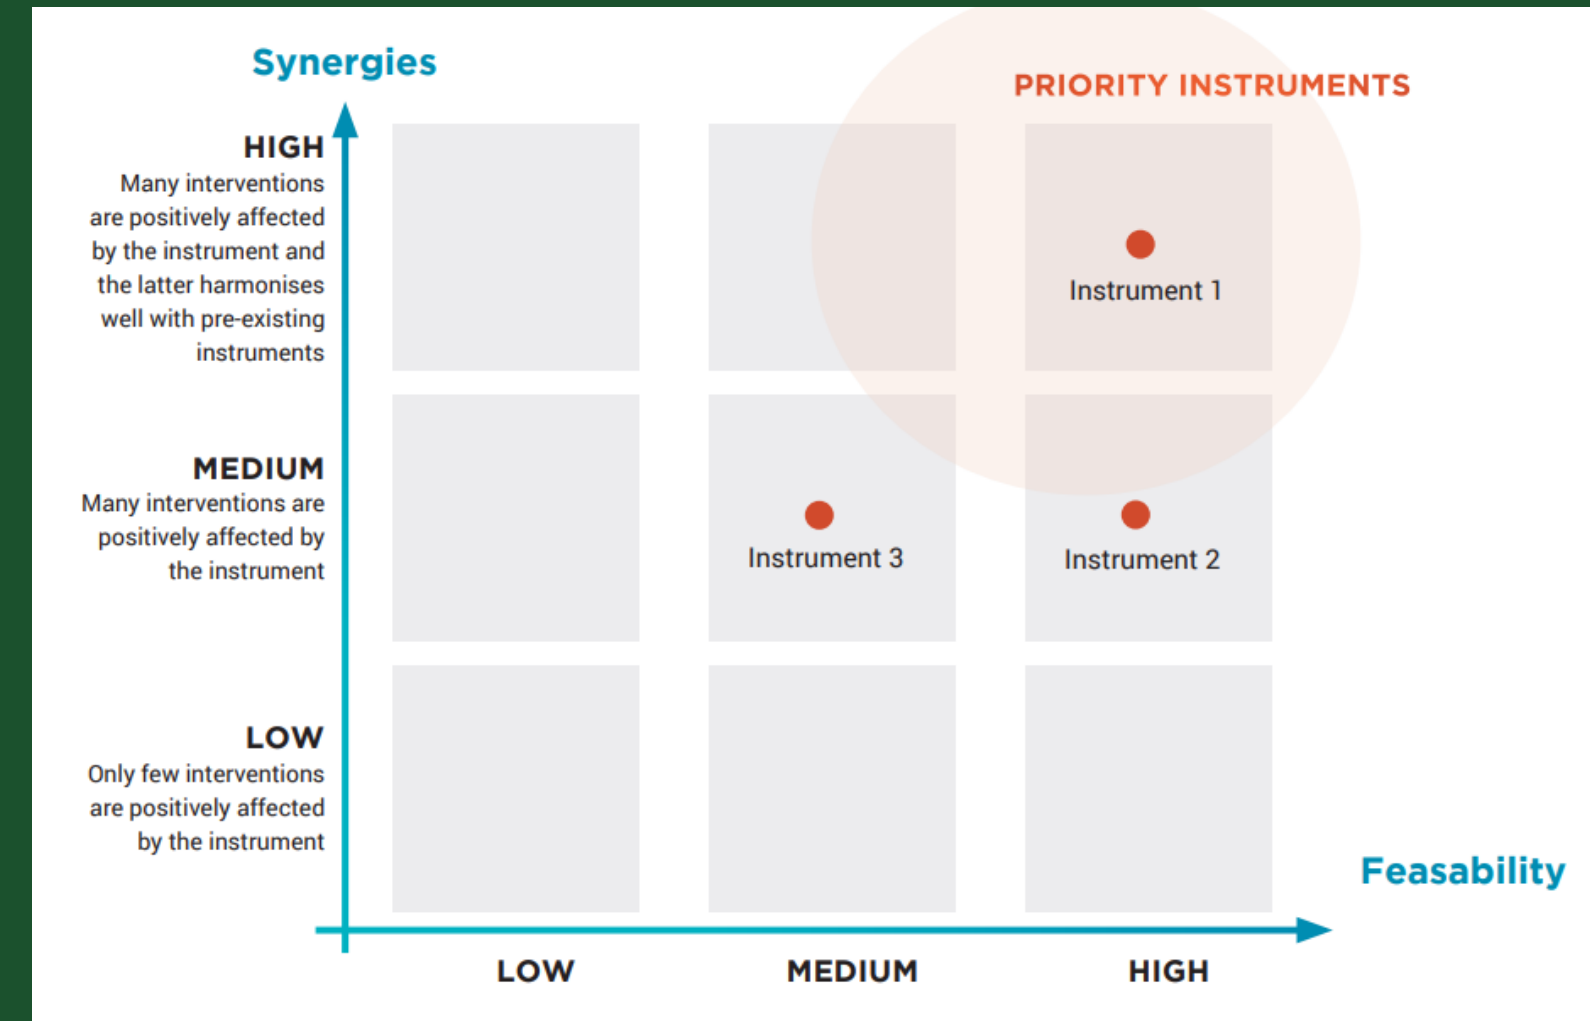 Synergies
PRIORITY INSTRUMENTS
HIGH
Many interventions
are positively affected
by the instrument and
the latter harmonises
well with pre-existing
instruments
Instrument 1
MEDIUM
Many interventions are
positively affected by
the instrument
Instrument 3
Instrument 2
LOW
Only few interventions
are positively affected
by the instrument
Feasability
LOW
MEDIUM
HIGH